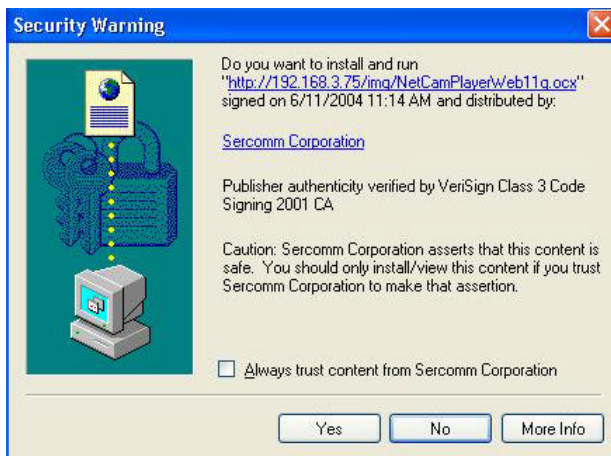 Security Warning
Do you want to install and run
"http://192.168.3.75/img/NetCamPlayerWeb11g.ocx"
signed on 6/11/2004 11:14 AM and distributed by:
Sercomm Corporation
Publisher authenticity verified by VeriSign Class 3 Code
Signing 2001 CA
Caution: Sercomm Corporation asserts that this content is
safe. You should only install/view this content if you trust
Sercomm Corporation to make that assertion.
Always trust content from Sercomm Corporation
Yes
No
More Info